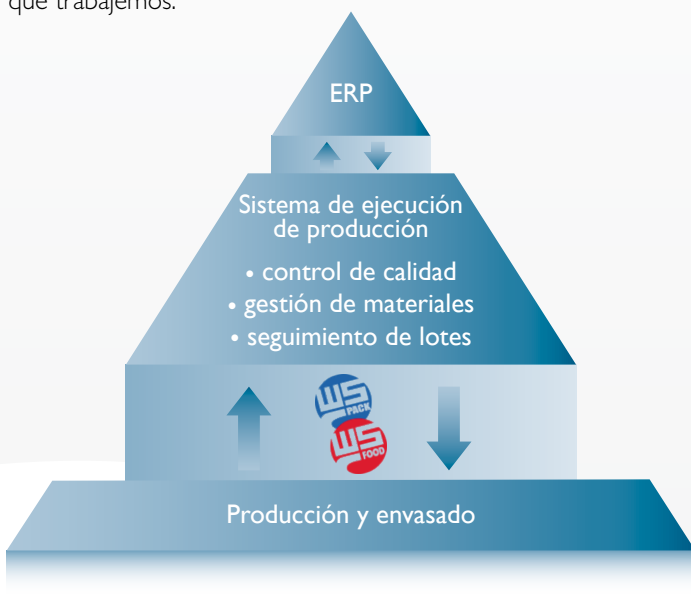 que trabajemos.
ERP
Sistema de ejecución
de producción
• control de calidad
• gestión de materiales
• seguimiento de lotes
WS
PACK
WS
FOOD
Producción y envasado